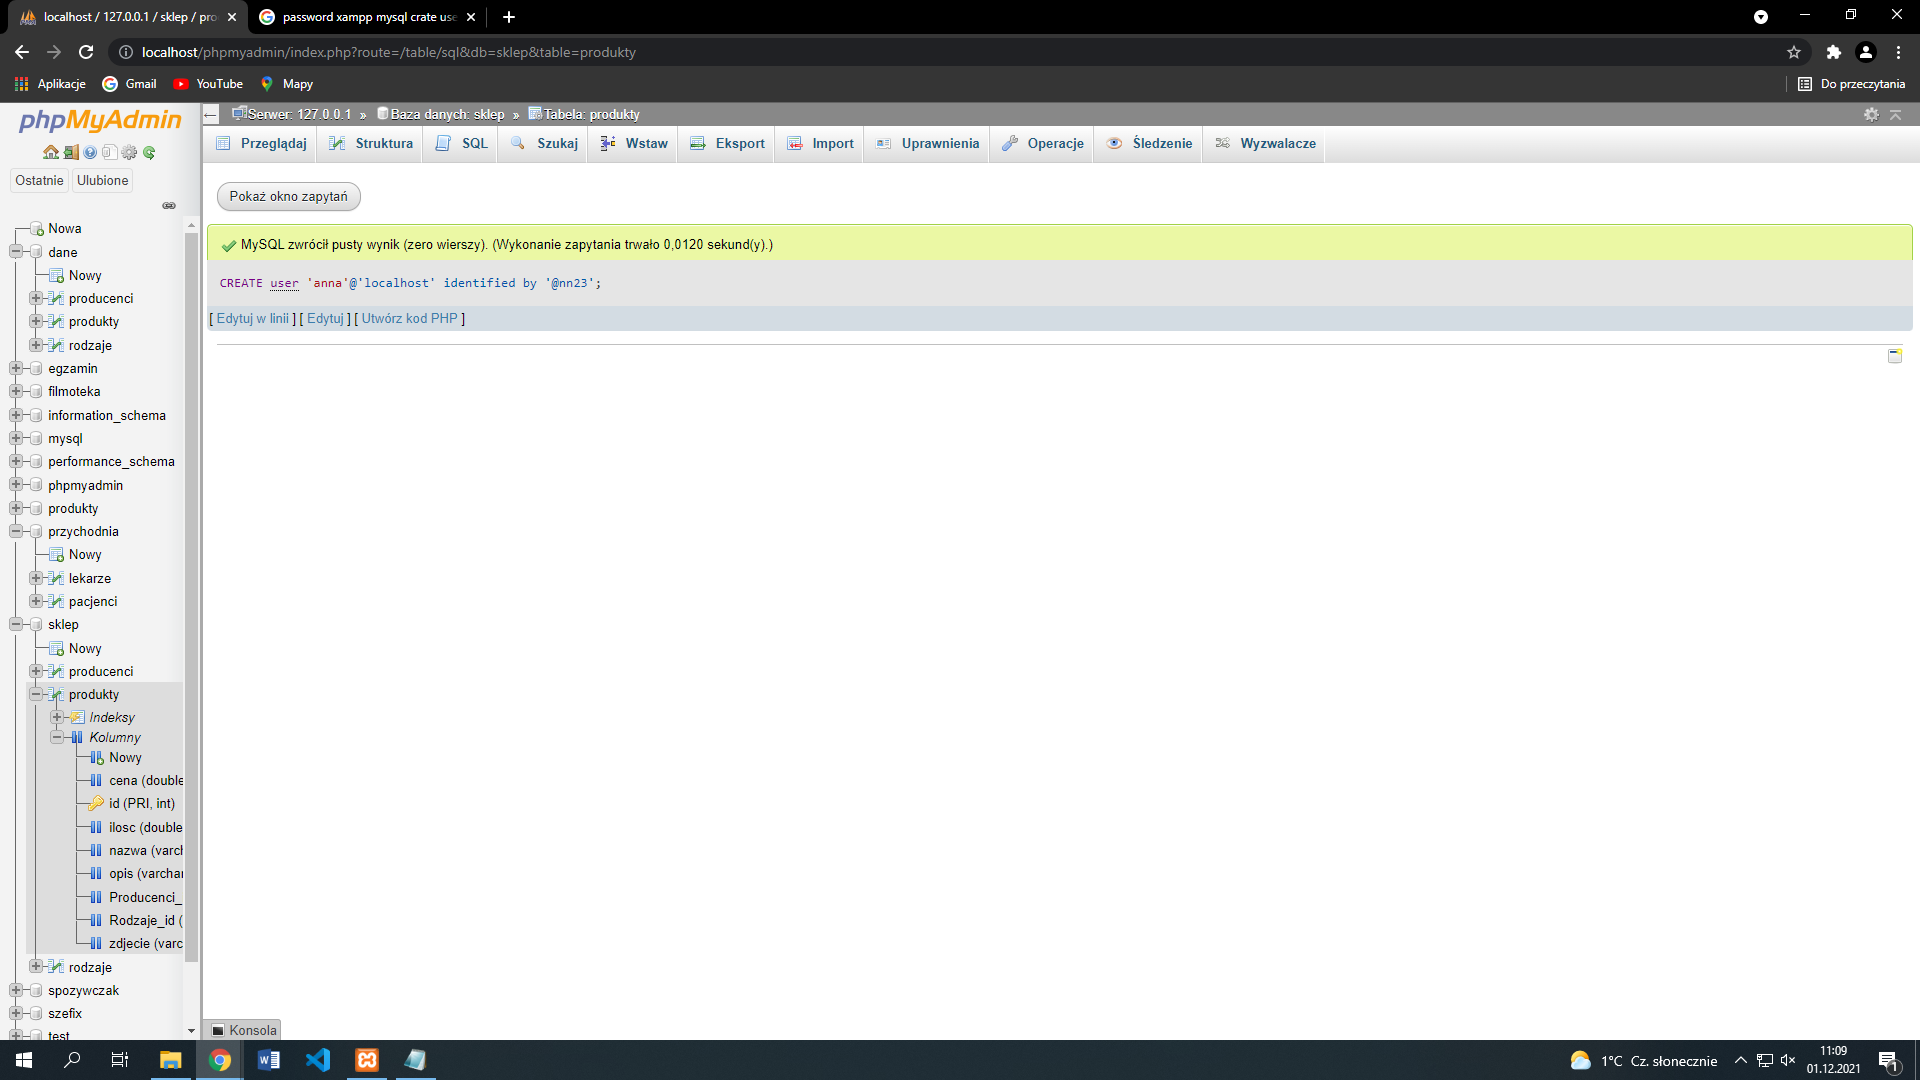 localhost / 127.0.0.1 / sklep / pro
password xampp mysql crate use
localhost/phpmyadmin/index.php?route=/table/sql&db=sklep&table=produkty
Aplikacje Gmail YouTube Mapy Do przeczytania
phpMyAdmin
Ostatnie Ulubione
Nowa
dane
Nowy
producenci
produkty
rodzaje
egzamin
filmoteka
information_schema
mysql
performance_schema
phpmyadmin
produkty
przychodnia
Nowy
lekarze
pacjenci
sklep
Nowy
producenci
produkty
Indeksy
Kolumny
Nowy
cena (double
id (PRI, int)
ilosc (double
nazwa (varch
opis (varchar
Producenci_
Rodzaje_id (
zdjecie (varc
rodzaje
spozywczak
szefix
test
Serwer: 127.0.0.1 » Baza danych: sklep » Tabela: produkty
Przeglądaj Struktura SQL Szukaj Wstaw Eksport Import Uprawnienia Operacje Śledzenie Wyzwalacze
Pokaż okno zapytań
MySQL zwrócił pusty wynik (zero wierszy). (Wykonanie zapytania trwało 0,0120 sekund(y).)
CREATE user 'anna'@'localhost' identified by '@nn23';
[ Edytuj w linii ] [ Edytuj ] [ Utwórz kod PHP ]
Konsola
1°C Cz. słonecznie
11:09
01.12.2021
1